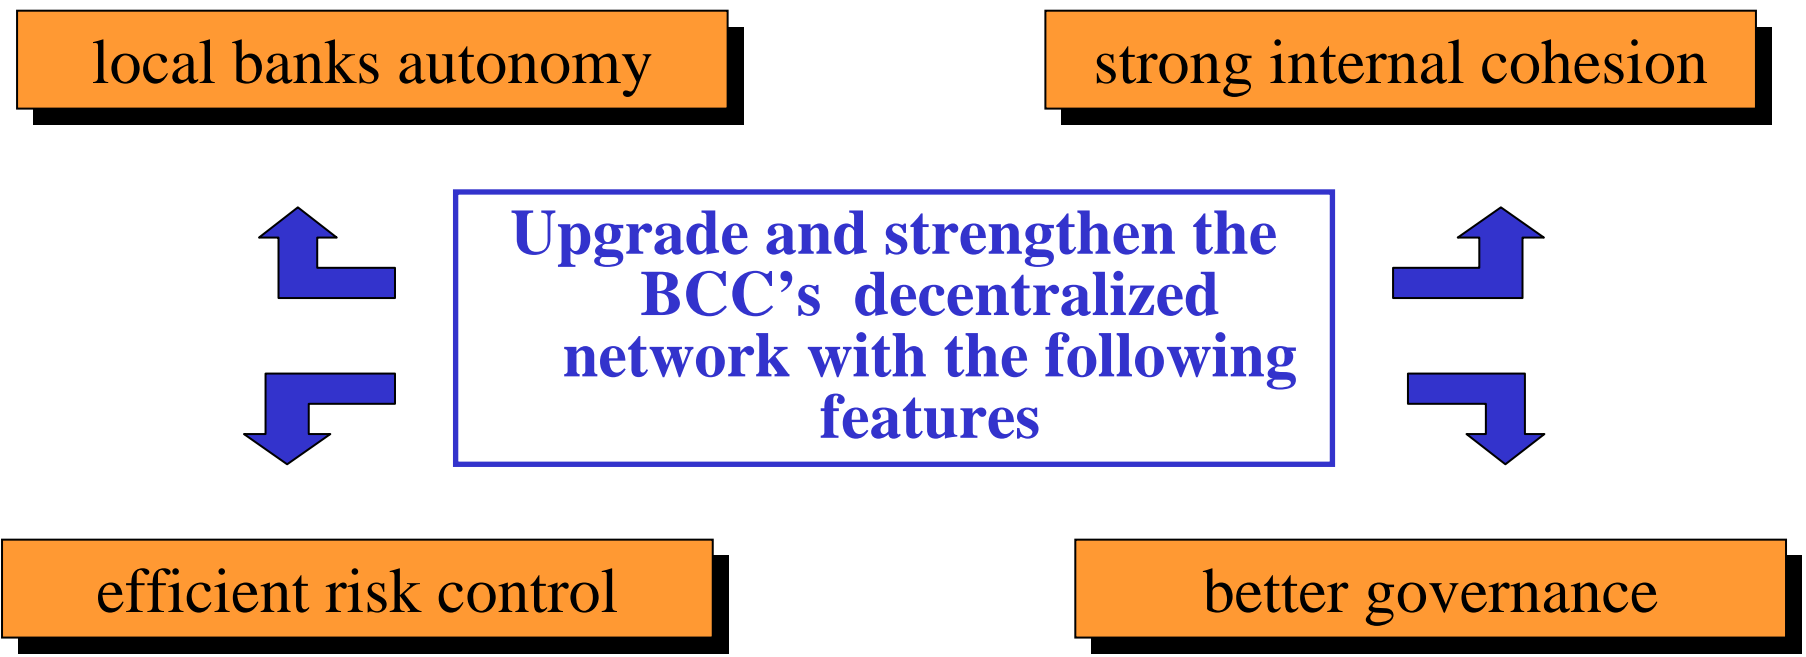 local banks autonomy
strong internal cohesion
Upgrade and strengthen the
BCC’s  decentralized
network with the following
features
efficient risk control
better governance